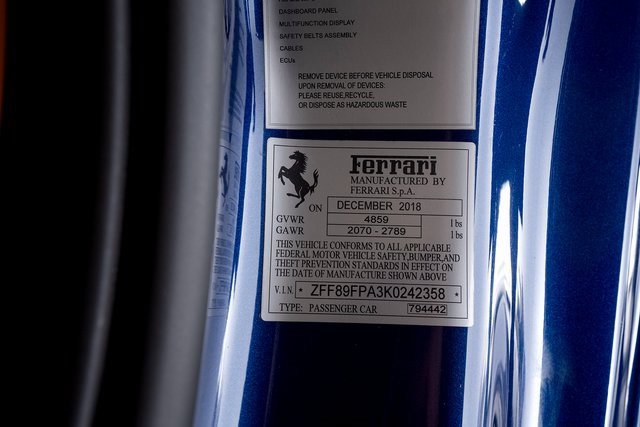 DASHBOARD PANEL
MULTIFUNCTION DISPLAY
SAFETY BELTS ASSEMBLY
CABLES
ECUs
REMOVE DEVICE BEFORE VEHICLE DISPOSAL
UPON REMOVAL OF DEVICES:
PLEASE REUSE,RECYCLE,
OR DISPOSE AS HAZARDOUS WASTE
Ferrari
MANUFACTURED BY
FERRARI S.p.A.
ON DECEMBER 2018
GVWR 4859 lbs
GAWR 2070 - 2789 lbs
THIS VEHICLE CONFORMS TO ALL APPLICABLE
FEDERAL MOTOR VEHICLE SAFETY,BUMPER,AND
THEFT PREVENTION STANDARDS IN EFFECT ON
THE DATE OF MANUFACTURE SHOWN ABOVE
V.I.N. * ZFF89FPA3K0242358 *
TYPE: PASSENGER CAR 794442